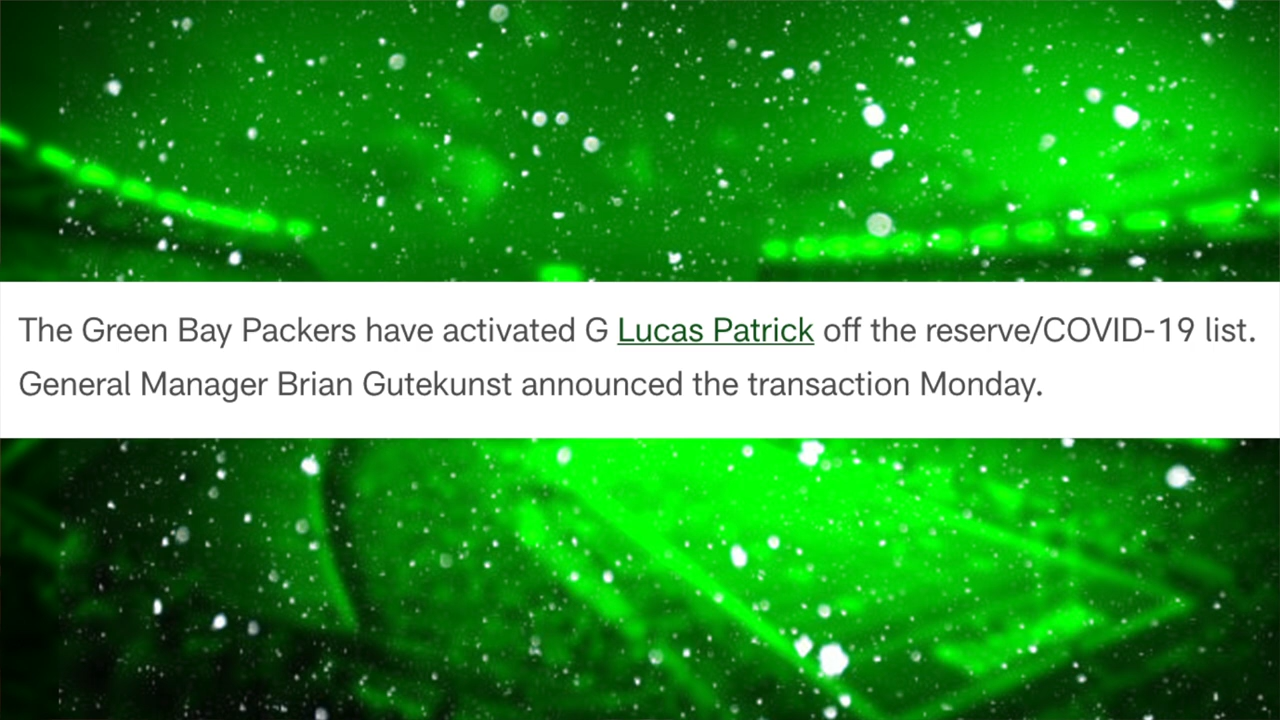 The Green Bay Packers have activated G Lucas Patrick off the reserve/COVID-19 list.
General Manager Brian Gutekunst announced the transaction Monday.